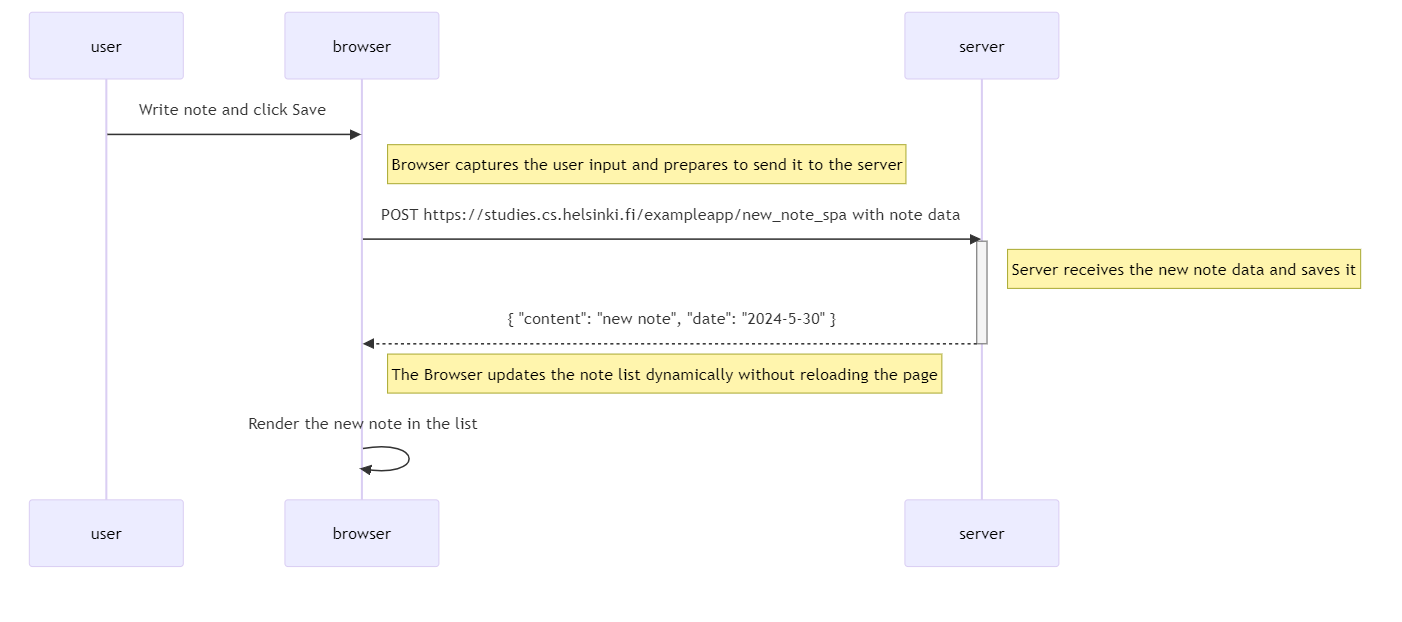 user
browser
server
Write note and click Save
Browser captures the user input and prepares to send it to the server
POST https://studies.cs.helsinki.fi/exampleapp/new_note_spa with note data
Server receives the new note data and saves it
{ "content": "new note", "date": "2024-5-30" }
The Browser updates the note list dynamically without reloading the page
Render the new note in the list
user
browser
server